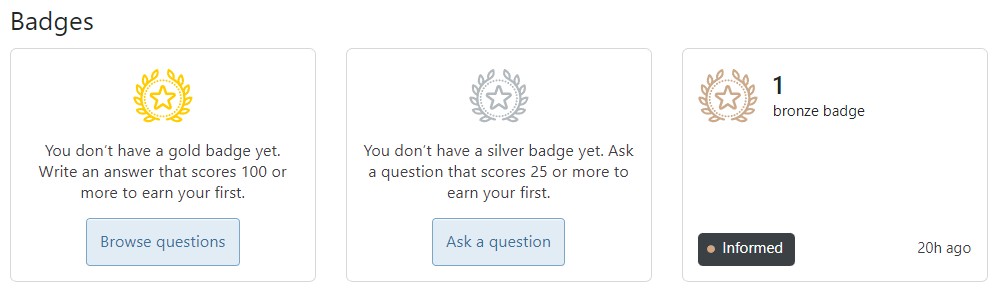 Badges
You don't have a gold badge yet.
Write an answer that scores 100 or
more to earn your first.
Browse questions
You don't have a silver badge yet. Ask
a question that scores 25 or more to
earn your first.
Ask a question
1
bronze badge
Informed
20h ago